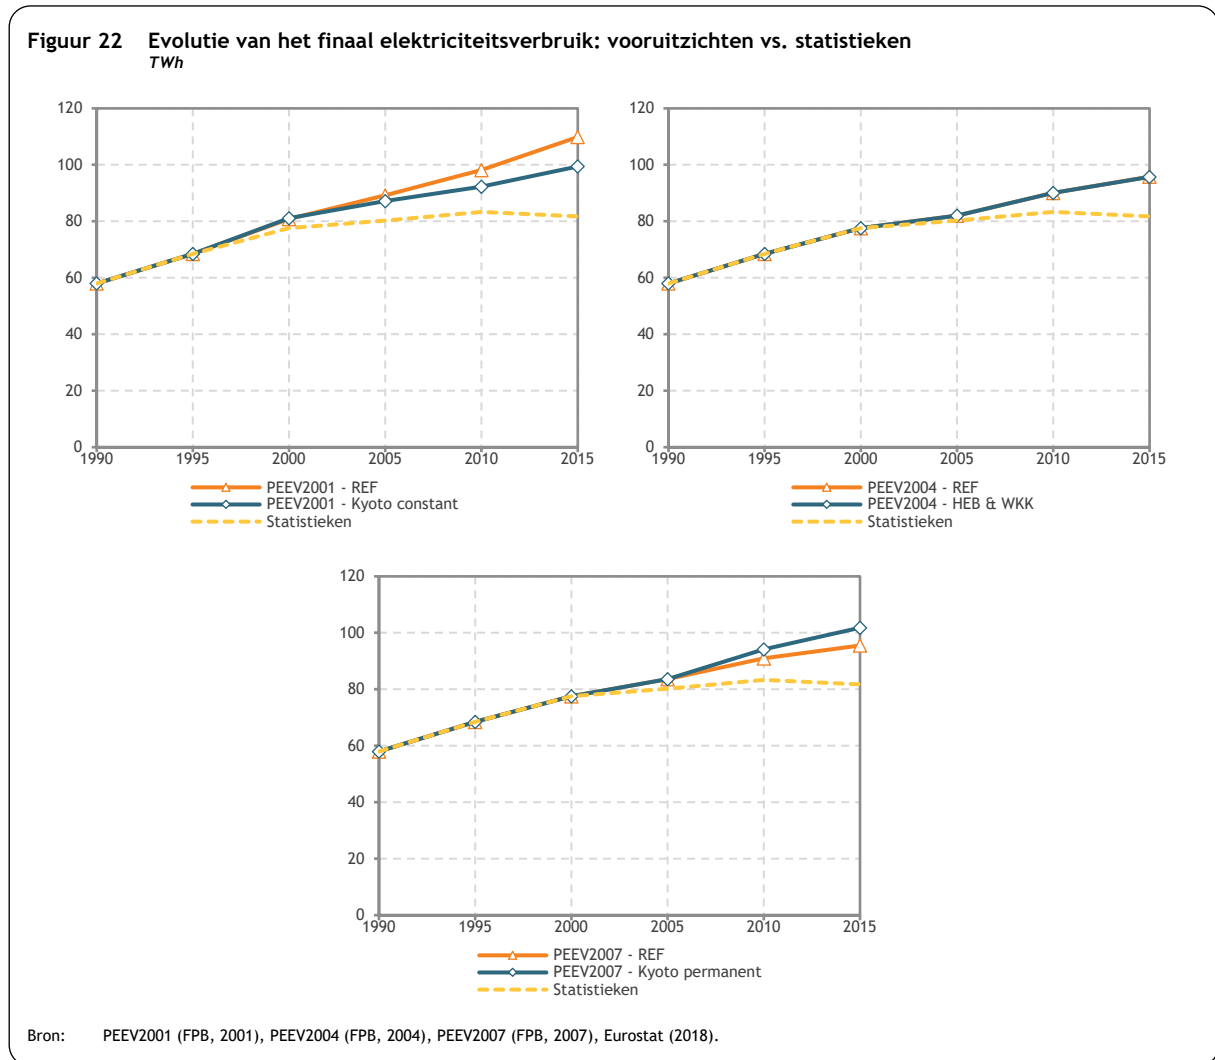 Figuur 22 Evolutie van het finaal elektriciteitsverbruik: vooruitzichten vs. statistieken
TWh
120
100
80
60
40
20
0
1990 1995 2000 2005 2010 2015
PEEV2001 - REF
PEEV2001 - Kyoto constant
Statistieken
120
100
80
60
40
20
0
1990 1995 2000 2005 2010 2015
PEEV2004 - REF
PEEV2004 - HEB & WKK
Statistieken
120
100
80
60
40
20
0
1990 1995 2000 2005 2010 2015
PEEV2007 - REF
PEEV2007 - Kyoto permanent
Statistieken
Bron: PEEV2001 (FPB, 2001), PEEV2004 (FPB, 2004), PEEV2007 (FPB, 2007), Eurostat (2018).